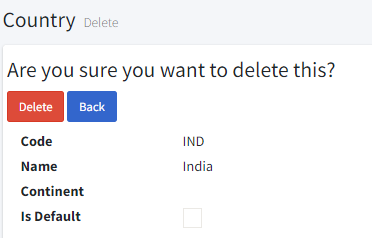 Country Delete
Are you sure you want to delete this?
Delete Back
Code IND
Name India
Continent
Is Default